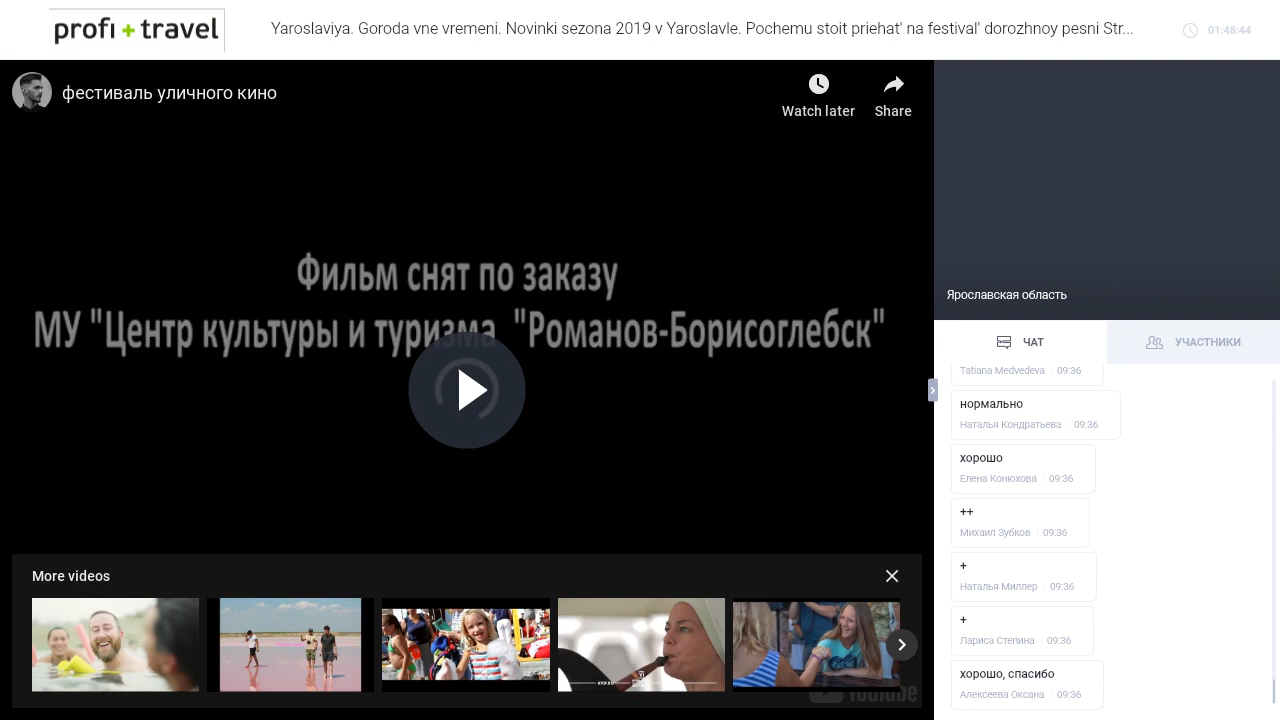 profi + travel
Yaroslaviya. Goroda vne vremeni. Novinki sezona 2019 v Yaroslavle. Pochemu stoit priehat' na festival' dorozhnoy pesni Str...
01:48:44
фестиваль уличного кино
Watch later
Share
Фильм снят по заказу
МУ "Центр культуры и туризма "Романов-Борисоглебск"
More videos
YouTube
Ярославская область
ЧАТ
УЧАСТНИКИ
Tatiana Medvedeva · 09:36
нормально
Наталья Кондратьева · 09:36
хорошо
Елена Конюхова · 09:36
++
Михаил Зубков · 09:36
+
Наталья Миллер · 09:36
+
Лариса Степина · 09:36
хорошо, спасибо
Алексеева Оксана · 09:36